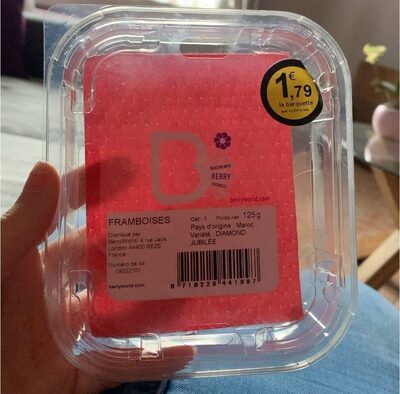 1€,79
la barquette
B
BERRY
berryworld.com
FRAMBOISES
Cat : 1 Poids net : 125g
Distribué par
BerryWorld, 4 rue Jack
London 44400 REZE
France
Pays d'origine : Maroc
Variété : DIAMOND
JUBILEE
Numéro de lot
19322101
berryworld.com
8 718226 441997